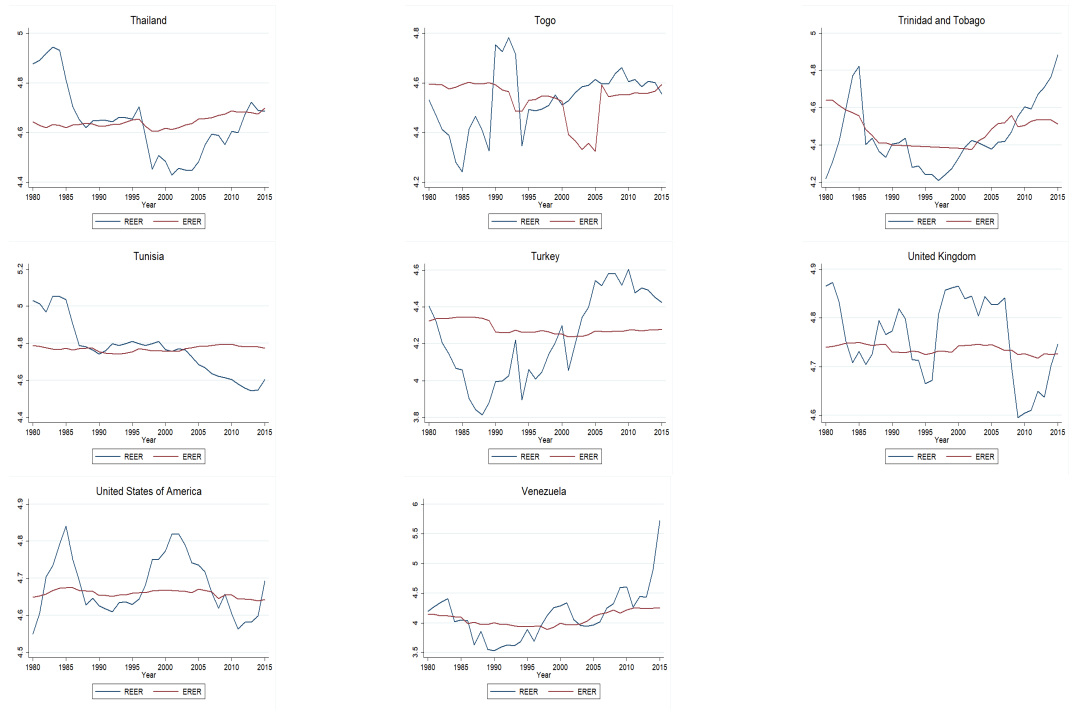 Thailand
5
4.8
4.6
4.4
1980 1985 1990 1995 2000 2005 2010 2015
Year
REER ERER
Togo
4.8
4.6
4.4
4.2
1980 1985 1990 1995 2000 2005 2010 2015
Year
REER ERER
Trinidad and Tobago
5
4.8
4.6
4.4
4.2
1980 1985 1990 1995 2000 2005 2010 2015
Year
REER ERER
Tunisia
5.2
5
4.8
4.6
4.4
1980 1985 1990 1995 2000 2005 2010 2015
Year
REER ERER
Turkey
4.6
4.4
4.2
4
3.8
1980 1985 1990 1995 2000 2005 2010 2015
Year
REER ERER
United Kingdom
4.9
4.8
4.7
4.6
1980 1985 1990 1995 2000 2005 2010 2015
Year
REER ERER
United States of America
4.9
4.8
4.7
4.6
4.5
1980 1985 1990 1995 2000 2005 2010 2015
Year
REER ERER
Venezuela
6
5.5
5
4.5
4
3.5
1980 1985 1990 1995 2000 2005 2010 2015
Year
REER ERER